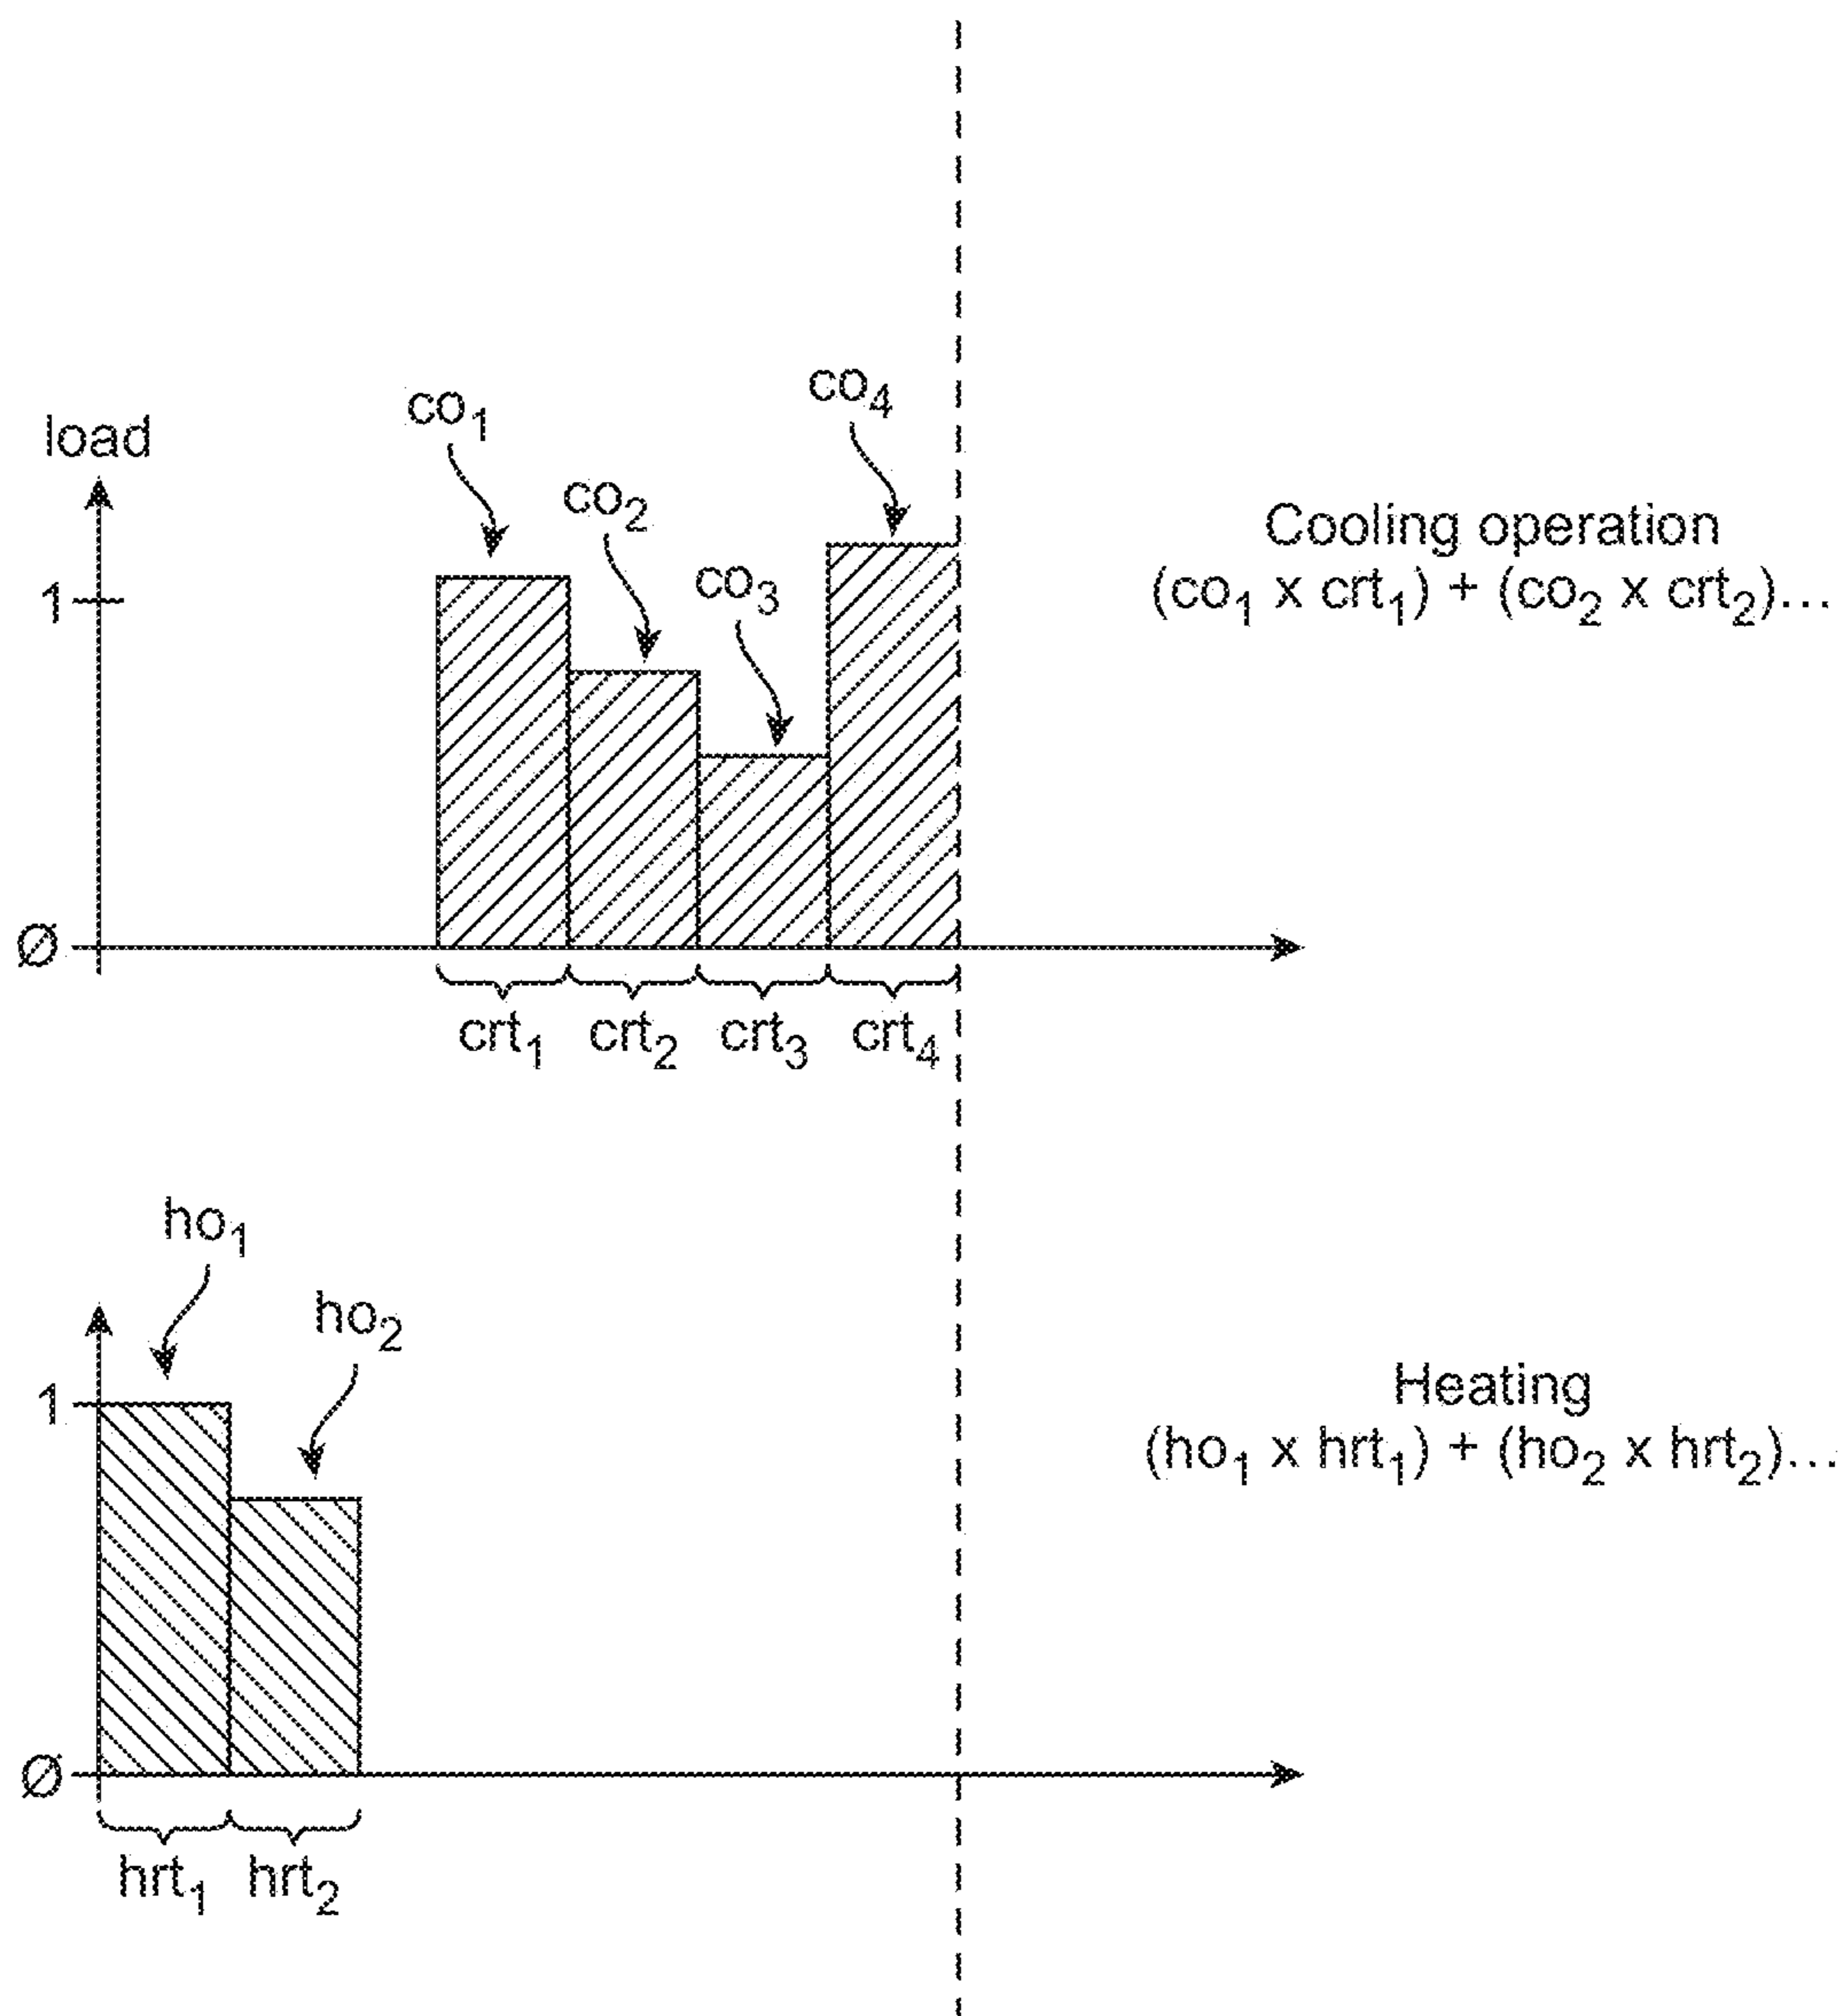 load
co₁
co₂
co₃
co₄
1
Ø
crt₁ crt₂ crt₃ crt₄
Cooling operation
(co₁ x crt₁) + (co₂ x crt₂)...
ho₁
ho₂
1
Ø
hrt₁ hrt₂
Heating
(ho₁ x hrt₁) + (ho₂ x hrt₂)...